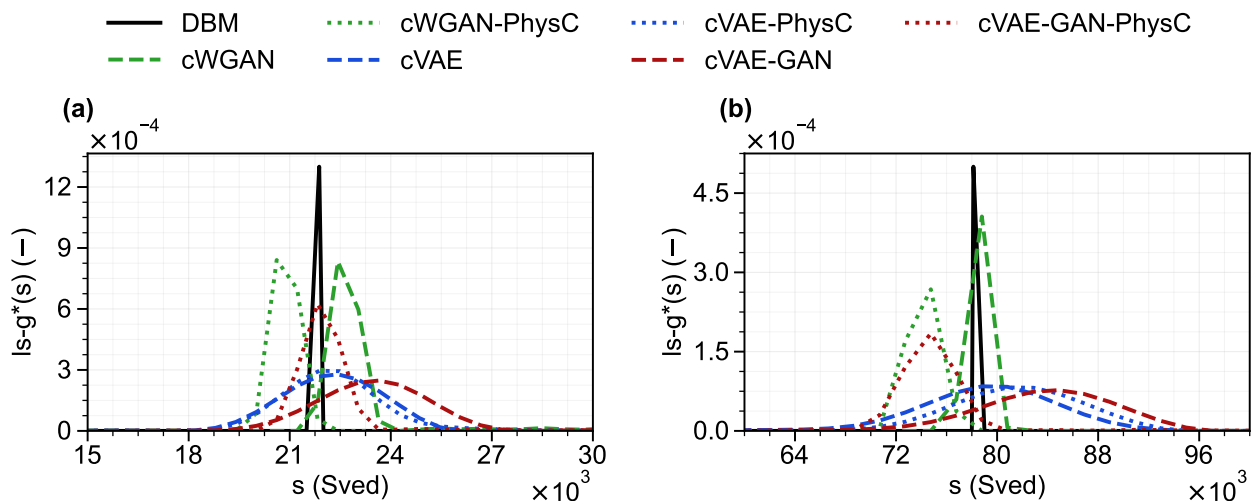 DBM cWGAN-PhysC cVAE-PhysC cVAE-GAN-PhysC
cWGAN cVAE cVAE-GAN
(a) (b)
×10⁻⁴ ×10⁻⁴
12
9
6
3
0
ls-g*(s) (−)
15 18 21 24 27 30
s (Sved) ×10³
4.5
3.0
1.5
0.0
ls-g*(s) (−)
64 72 80 88 96
s (Sved) ×10³